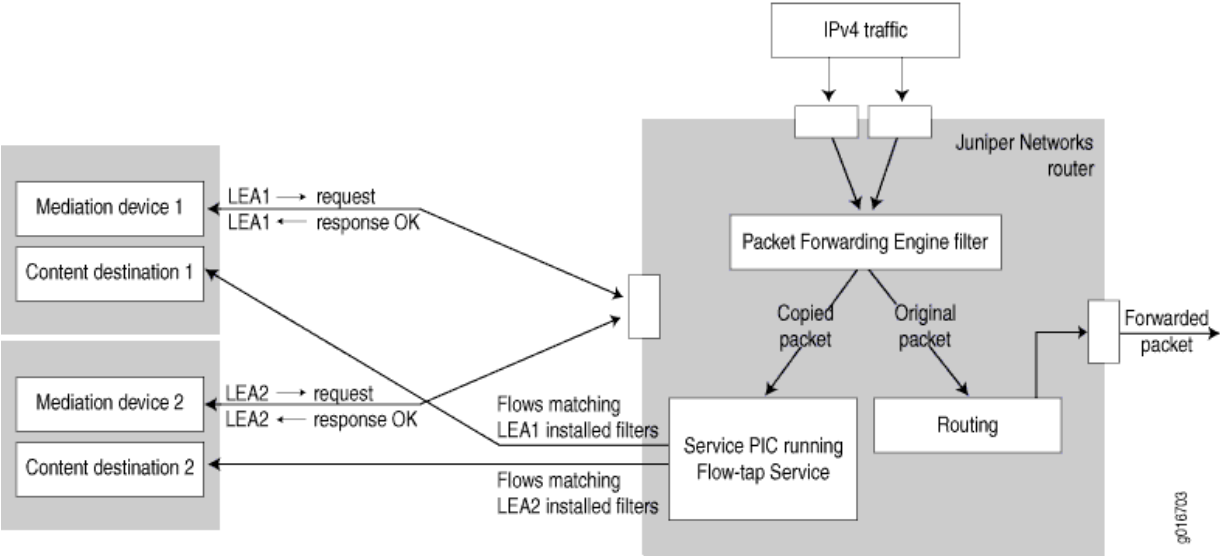 IPv4 traffic
Juniper Networks
router
Mediation device 1
LEA1 → request
LEA1 ← response OK
Content destination 1
Packet Forwarding Engine filter
Copied
packet
Original
packet
Forwarded
packet
Mediation device 2
LEA2 → request
LEA2 ← response OK
Content destination 2
Flows matching
LEA1 installed filters
Flows matching
LEA2 installed filters
Service PIC running
Flow-tap Service
Routing
g016703